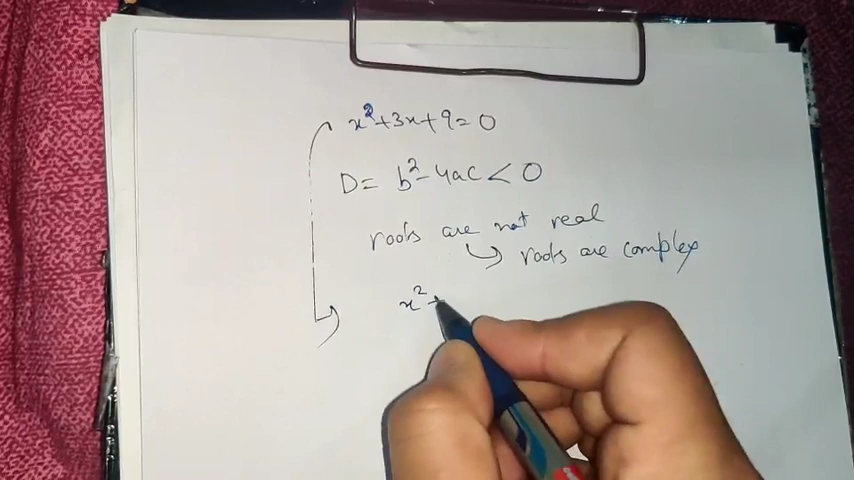 x²+3x+9=0
D= b²-4ac<0
roots are not real
↳ roots are complex
x²+